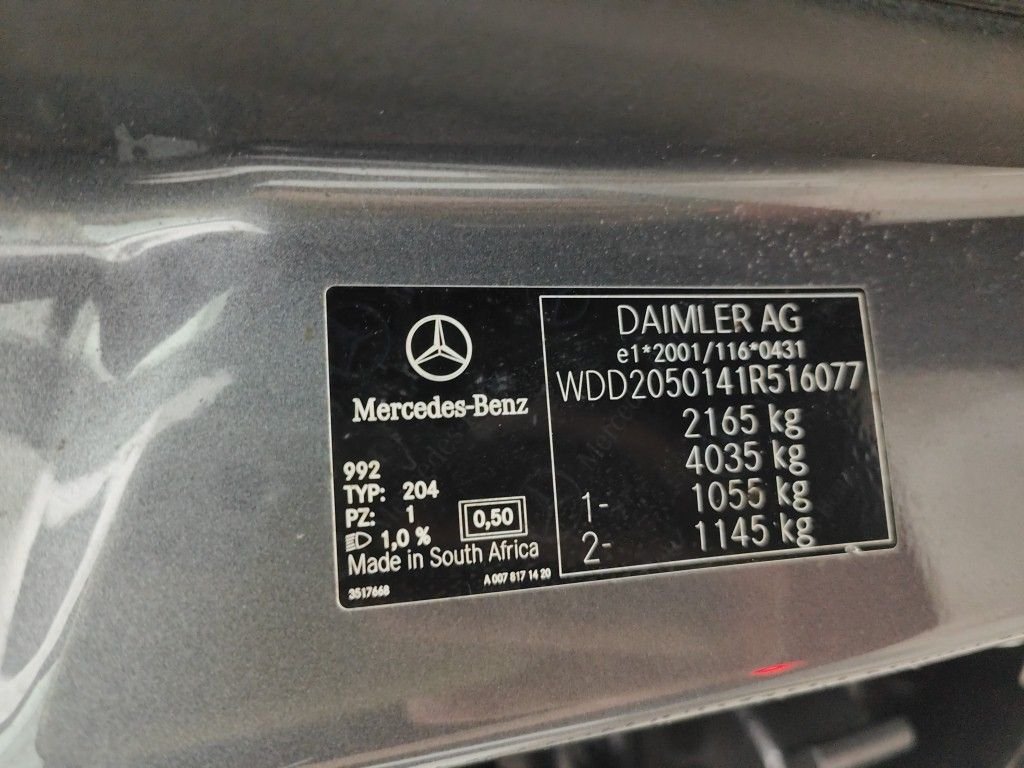 Mercedes-Benz
992
TYP: 204
PZ: 1
0,50
1,0 %
Made in South Africa
3517668
A 007 817 14 20
DAIMLER AG
e1*2001/116*0431
WDD2050141R516077
2165 kg
4035 kg
1- 1055 kg
2- 1145 kg